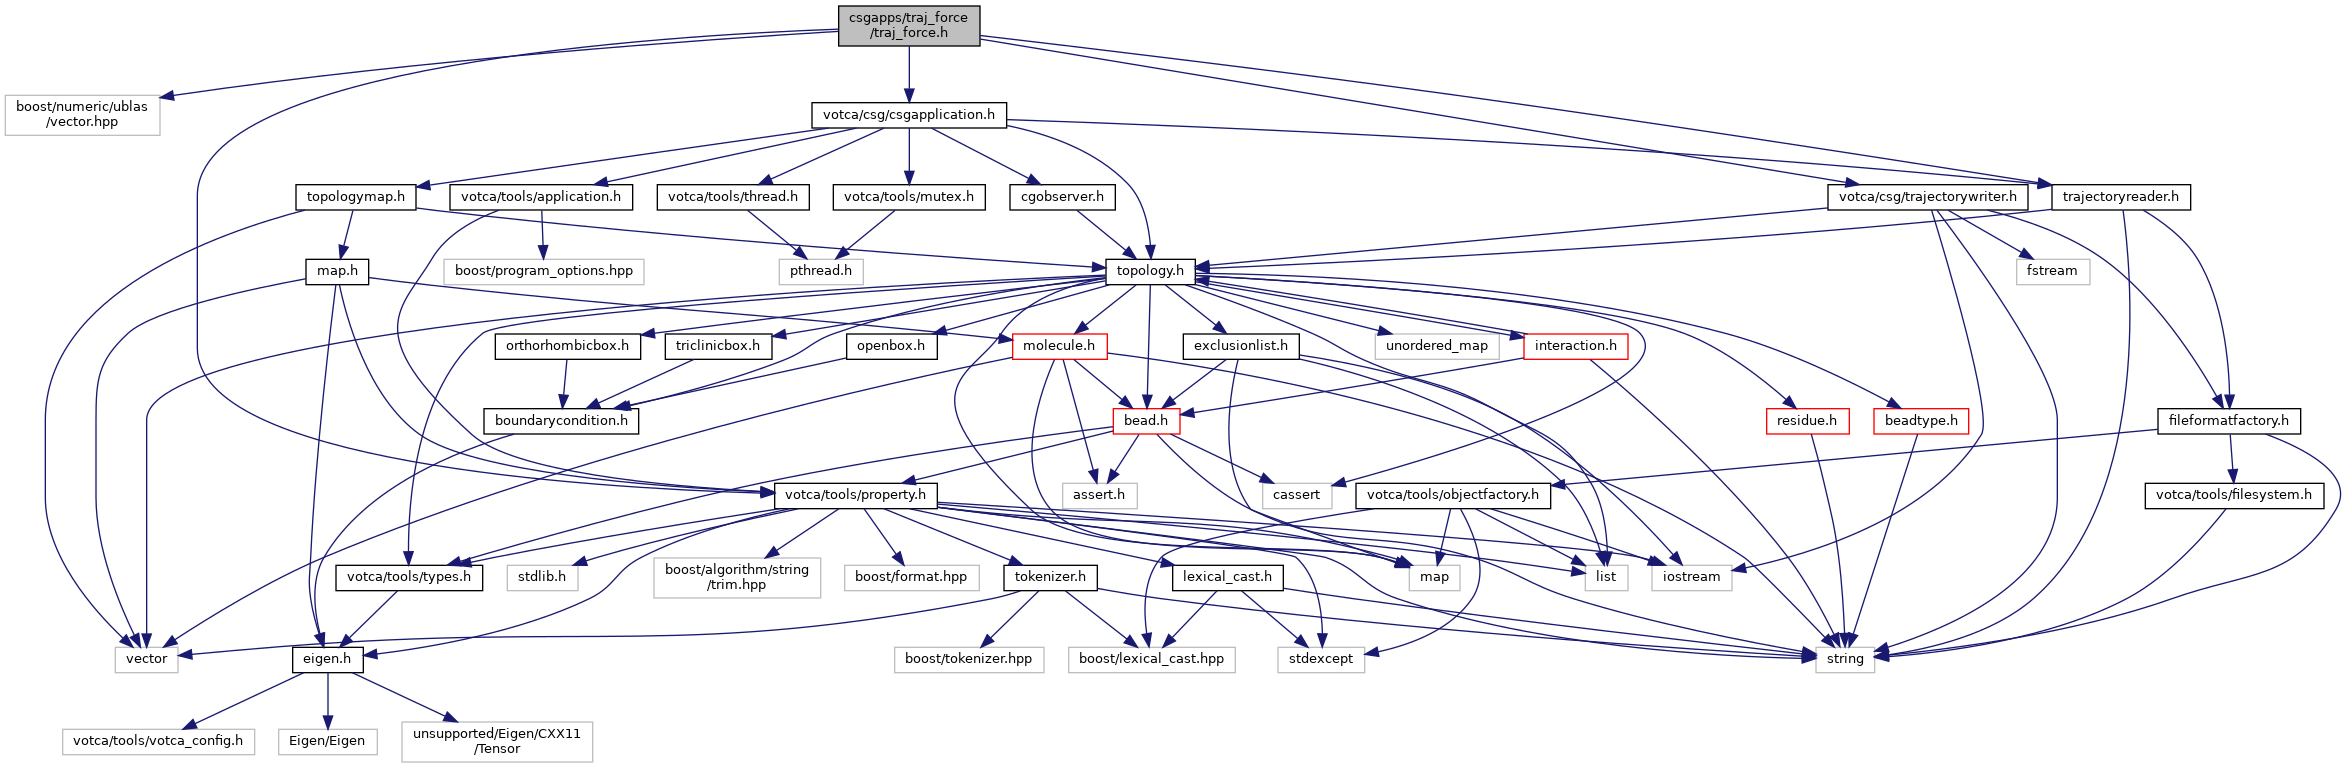 csgapps/traj_force
/traj_force.h
boost/numeric/ublas
/vector.hpp
votca/csg/csgapplication.h
topologymap.h
votca/tools/application.h
votca/tools/thread.h
votca/tools/mutex.h
cgobserver.h
votca/csg/trajectorywriter.h
trajectoryreader.h
map.h
boost/program_options.hpp
pthread.h
topology.h
fstream
orthorhombicbox.h
triclinicbox.h
openbox.h
molecule.h
exclusionlist.h
unordered_map
interaction.h
boundarycondition.h
bead.h
residue.h
beadtype.h
fileformatfactory.h
votca/tools/property.h
assert.h
cassert
votca/tools/objectfactory.h
votca/tools/filesystem.h
votca/tools/types.h
stdlib.h
boost/algorithm/string
/trim.hpp
boost/format.hpp
tokenizer.h
lexical_cast.h
map
list
iostream
vector
eigen.h
boost/tokenizer.hpp
boost/lexical_cast.hpp
stdexcept
string
votca/tools/votca_config.h
Eigen/Eigen
unsupported/Eigen/CXX11
/Tensor